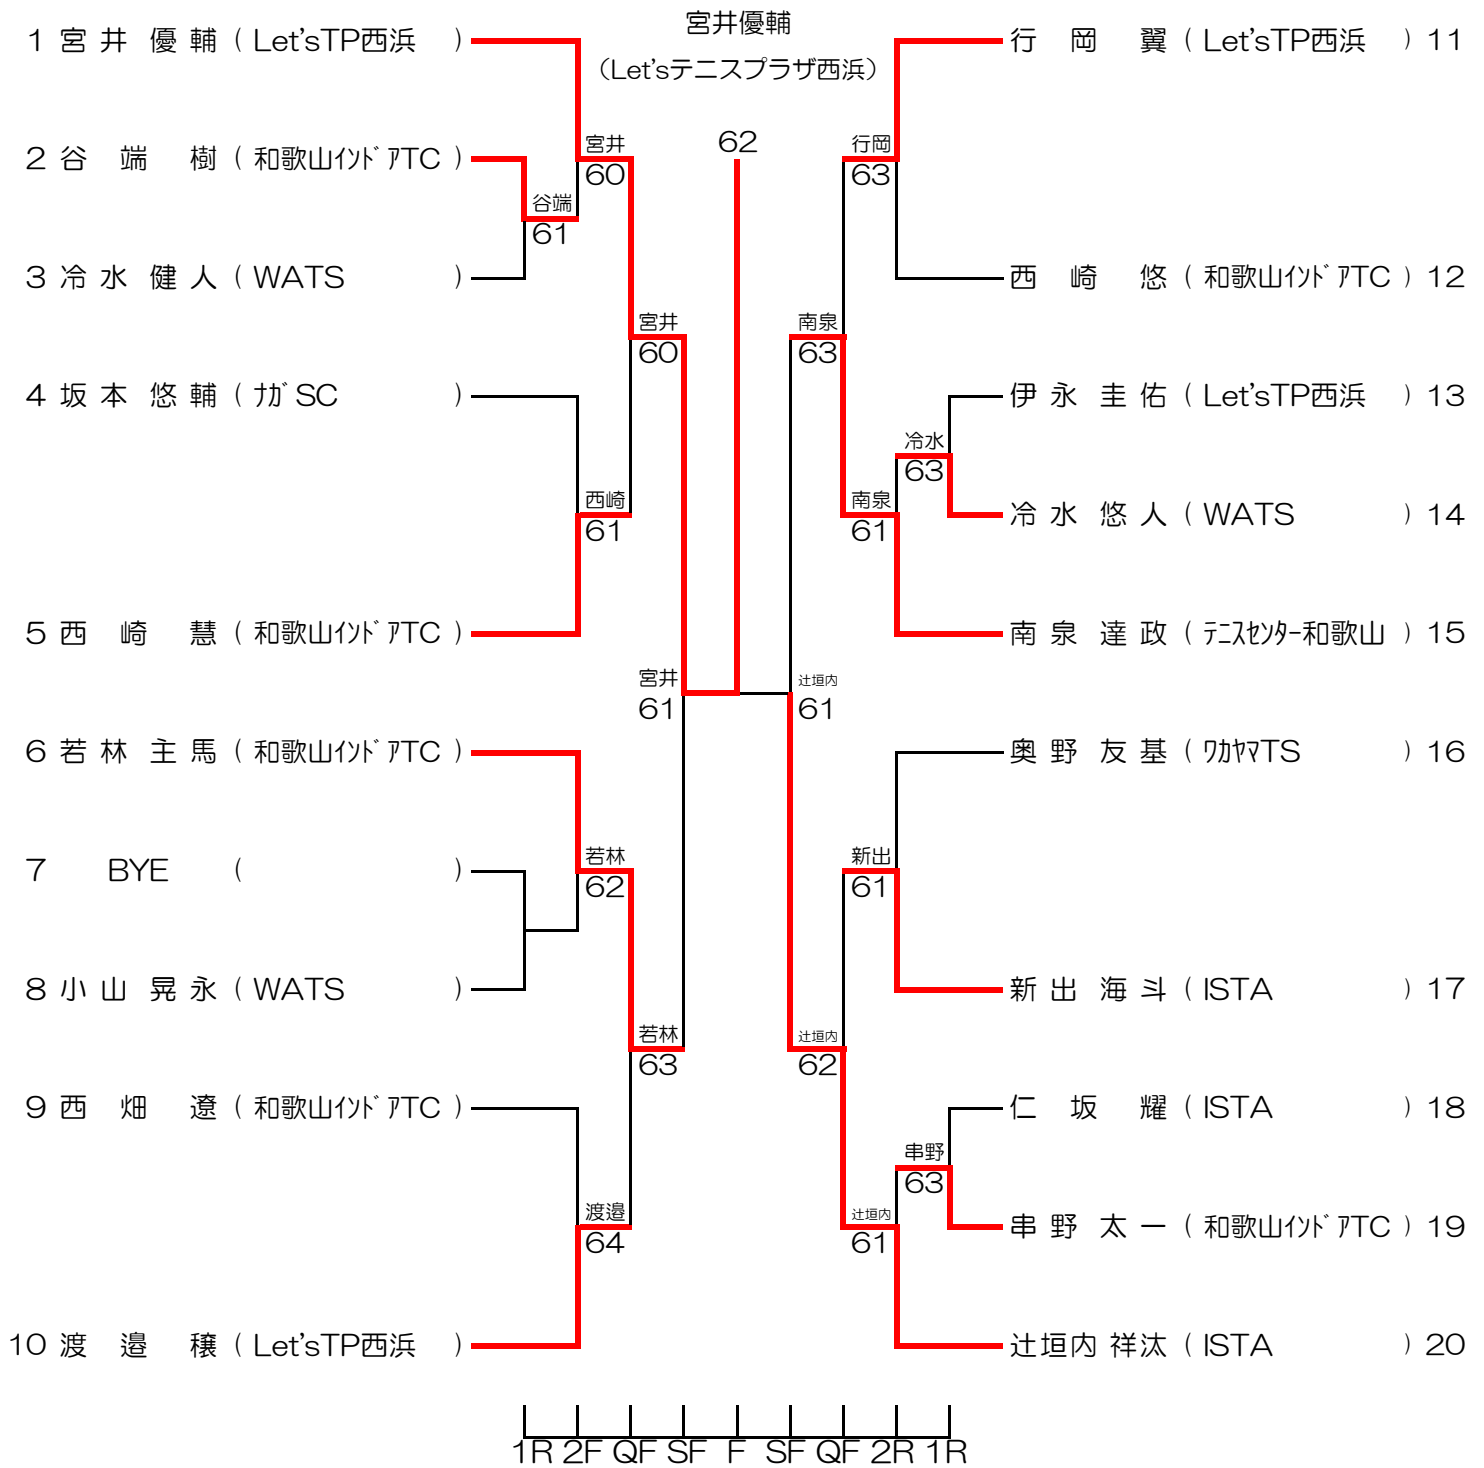 宮井優輔
（Let'sテニスプラザ西浜）
62
1 宮井 優輔 ( Let'sTP西浜 )
2 谷 端 樹 ( 和歌山ｲﾝﾄﾞｱTC )
3 冷水 健人 ( WATS )
4 坂本 悠輔 ( ﾅｶﾞSC )
5 西 崎 慧 ( 和歌山ｲﾝﾄﾞｱTC )
6 若林 主馬 ( 和歌山ｲﾝﾄﾞｱTC )
7 BYE ( )
8 小山 晃永 ( WATS )
9 西 畑 遼 ( 和歌山ｲﾝﾄﾞｱTC )
10 渡 邉 穣 ( Let'sTP西浜 )
谷端
61
宮井
60
西崎
61
若林
62
渡邉
64
宮井
60
若林
63
宮井
61
行 岡 翼 ( Let'sTP西浜 ) 11
西 崎 悠 ( 和歌山ｲﾝﾄﾞｱTC ) 12
伊永 圭佑 ( Let'sTP西浜 ) 13
冷水 悠人 ( WATS ) 14
南泉 達政 ( ﾃﾆｽｾﾝﾀｰ和歌山 ) 15
奥野 友基 ( ﾜｶﾔﾏTS ) 16
新出 海斗 ( ISTA ) 17
仁 坂 耀 ( ISTA ) 18
串野 太一 ( 和歌山ｲﾝﾄﾞｱTC ) 19
辻垣内 祥汰 ( ISTA ) 20
冷水
63
串野
63
行岡
63
南泉
61
新出
61
辻垣内
61
南泉
63
辻垣内
62
辻垣内
61
1R 2F QF SF F SF QF 2R 1R